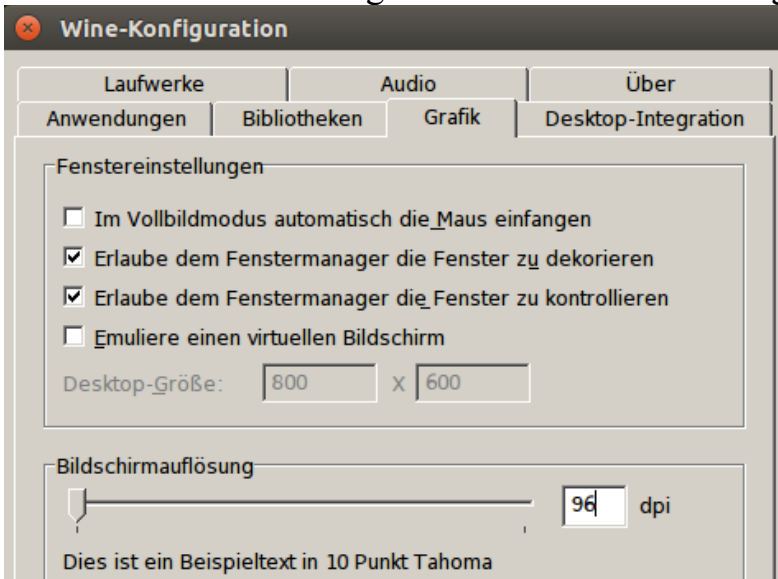 Wine-Konfiguration
Laufwerke Audio Über
Anwendungen Bibliotheken Grafik Desktop-Integration
Fenstereinstellungen
Im Vollbildmodus automatisch die Maus einfangen
Erlaube dem Fenstermanager die Fenster zu dekorieren
Erlaube dem Fenstermanager die Fenster zu kontrollieren
Emuliere einen virtuellen Bildschirm
Desktop-Größe: 800 X 600
Bildschirmauflösung
96 dpi
Dies ist ein Beispieltext in 10 Punkt Tahoma